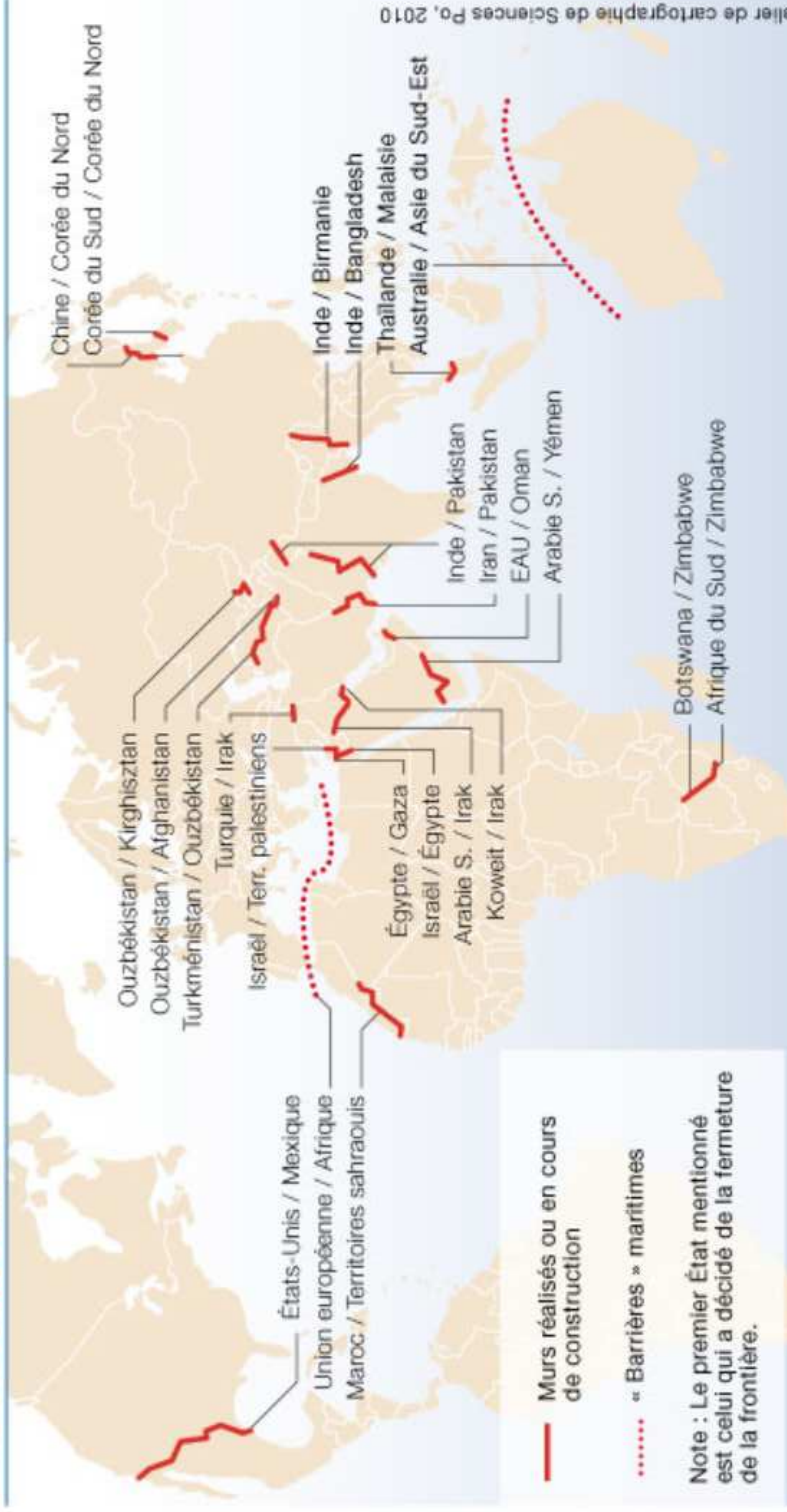 Chine / Corée du Nord
Corée du Sud / Corée du Nord
Ouzbékistan / Kirghisztan
Ouzbékistan / Afghanistan
Turkménistan / Ouzbékistan
Turquie / Irak
Israël / Terr. palestiniens
États-Unis / Mexique
Union européenne / Afrique
Maroc / Territoires sahraouis
Égypte / Gaza
Israël / Égypte
Arabie S. / Irak
Koweit / Irak
Inde / Birmanie
Inde / Bangladesh
Thaïlande / Malaisie
Australie / Asie du Sud-Est
Inde / Pakistan
Iran / Pakistan
EAU / Oman
Arabie S. / Yémen
Botswana / Zimbabwe
Afrique du Sud / Zimbabwe
Murs réalisés ou en cours
de construction
« Barrières » maritimes
Note : Le premier État mentionné
est celui qui a décidé de la fermeture
de la frontière.
de cartographie de Sciences Po, 2010